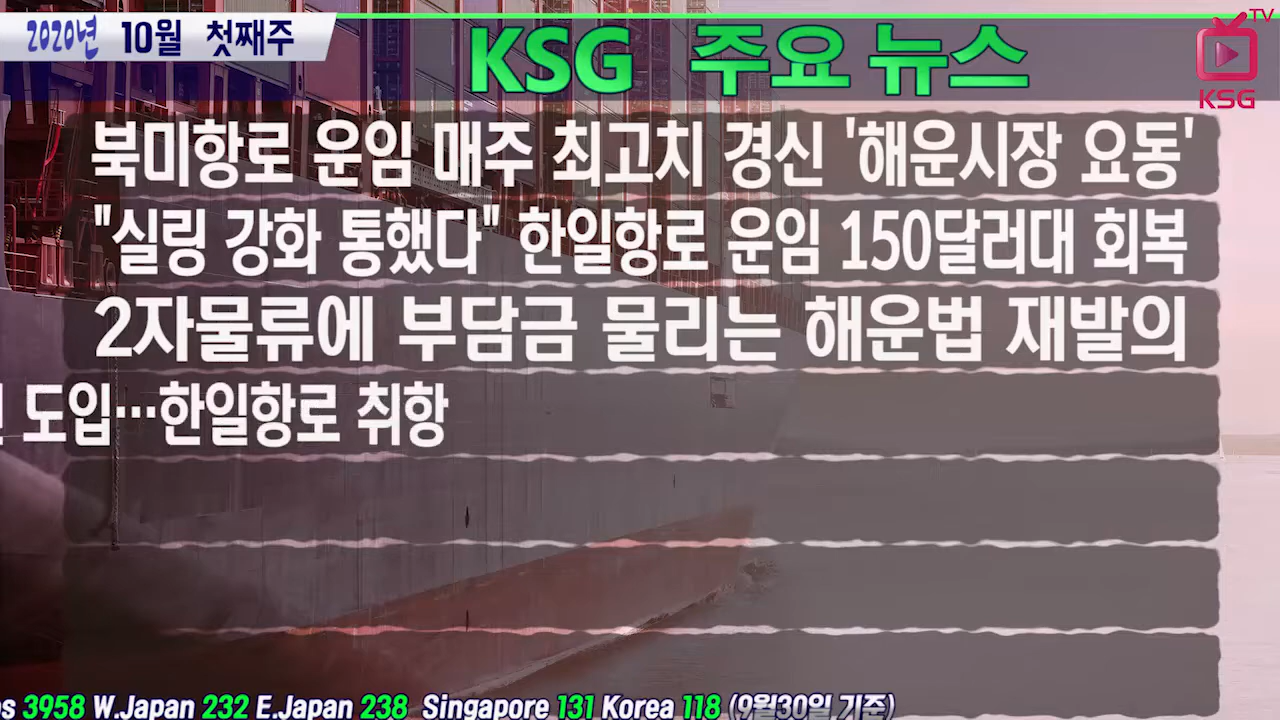 2020년 10월 첫째주
KSG 주요 뉴스
TV
KSG
북미항로 운임 매주 최고치 경신 '해운시장 요동'
"실링 강화 통했다" 한일항로 운임 150달러대 회복
2자물류에 부담금 물리는 해운법 재발의
도입…한일항로 취항
3958 W.Japan 232 E.Japan 238 Singapore 131 Korea 118 (9월30일 기준)